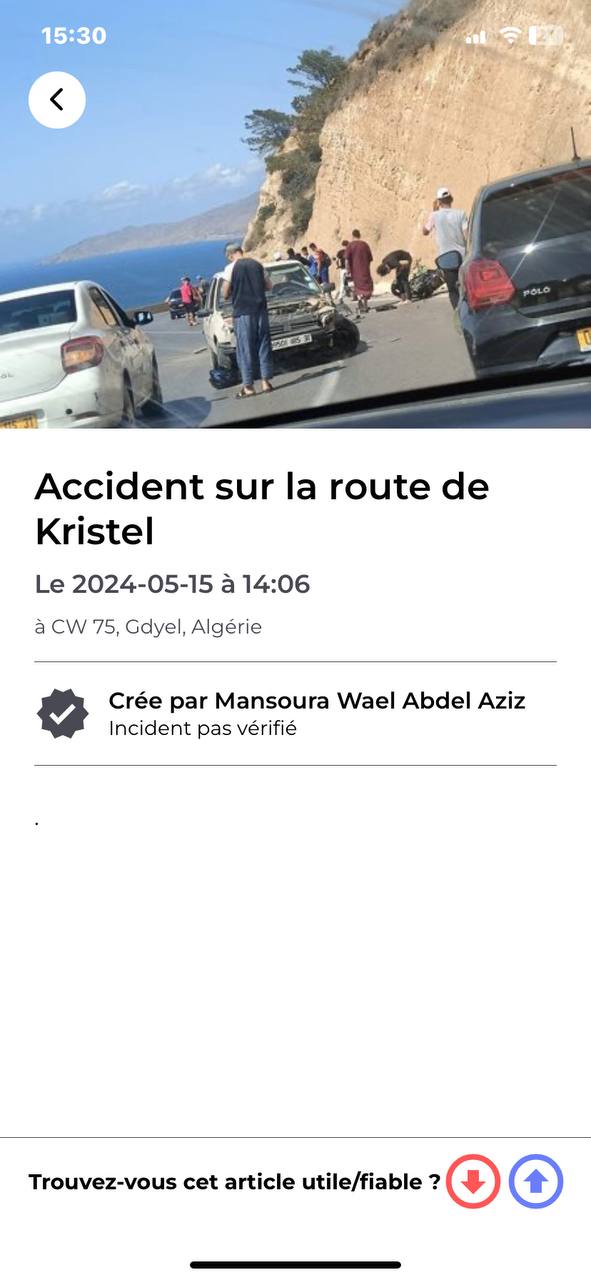 15:30
POLO
Accident sur la route de
Kristel
Le 2024-05-15 à 14:06
à CW 75, Gdyel, Algérie
Crée par Mansoura Wael Abdel Aziz
Incident pas vérifié
.
Trouvez-vous cet article utile/fiable ?